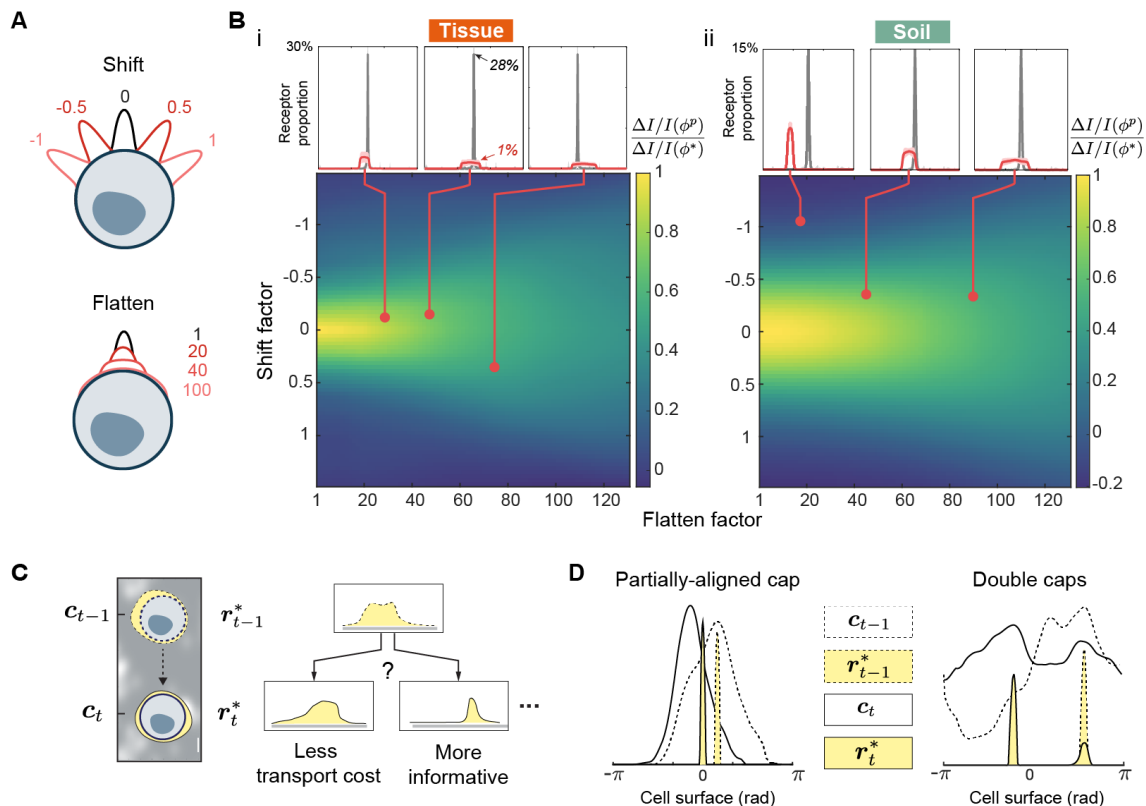 A
Shift
0
-0.5
0.5
-1
1
Flatten
1
20
40
100
B
i
Tissue
30%
Receptor
proportion
28%
1%
ΔI/I(ϕ^p)
ΔI/I(ϕ*)
1
0.8
0.6
0.4
0.2
0
Shift factor
-1
-0.5
0
0.5
1
1
20
40
60
80
100
120
Flatten factor
ii
Soil
15%
Receptor
proportion
ΔI/I(ϕ^p)
ΔI/I(ϕ*)
1
0.8
0.6
0.4
0.2
0
-0.2
-1
-0.5
0
0.5
1
1
20
40
60
80
100
120
C
c_{t-1}
r*_{t-1}
c_t
r*_t
?
...
Less
transport cost
More
informative
D
Partially-aligned cap
-π
0
π
Cell surface (rad)
c_{t-1}
r*_{t-1}
c_t
r*_t
Double caps
-π
0
π
Cell surface (rad)